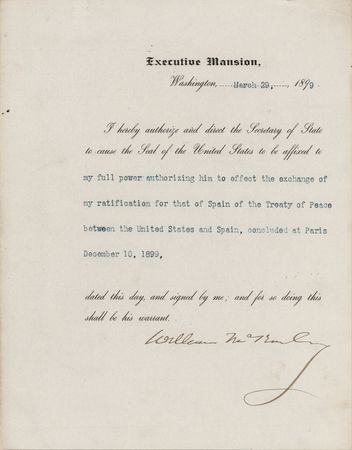 Executive Mansion,
Washington, March 29, 1899.
I hereby authorize and direct the Secretary of State
to cause the Seal of the United States to be affixed to
my full power authorizing him to effect the exchange of
my ratification for that of Spain of the Treaty of Peace
between the United States and Spain, concluded at Paris
December 10, 1899,
dated this day, and signed by me; and for so doing this
shall be his warrant.
William McKinley